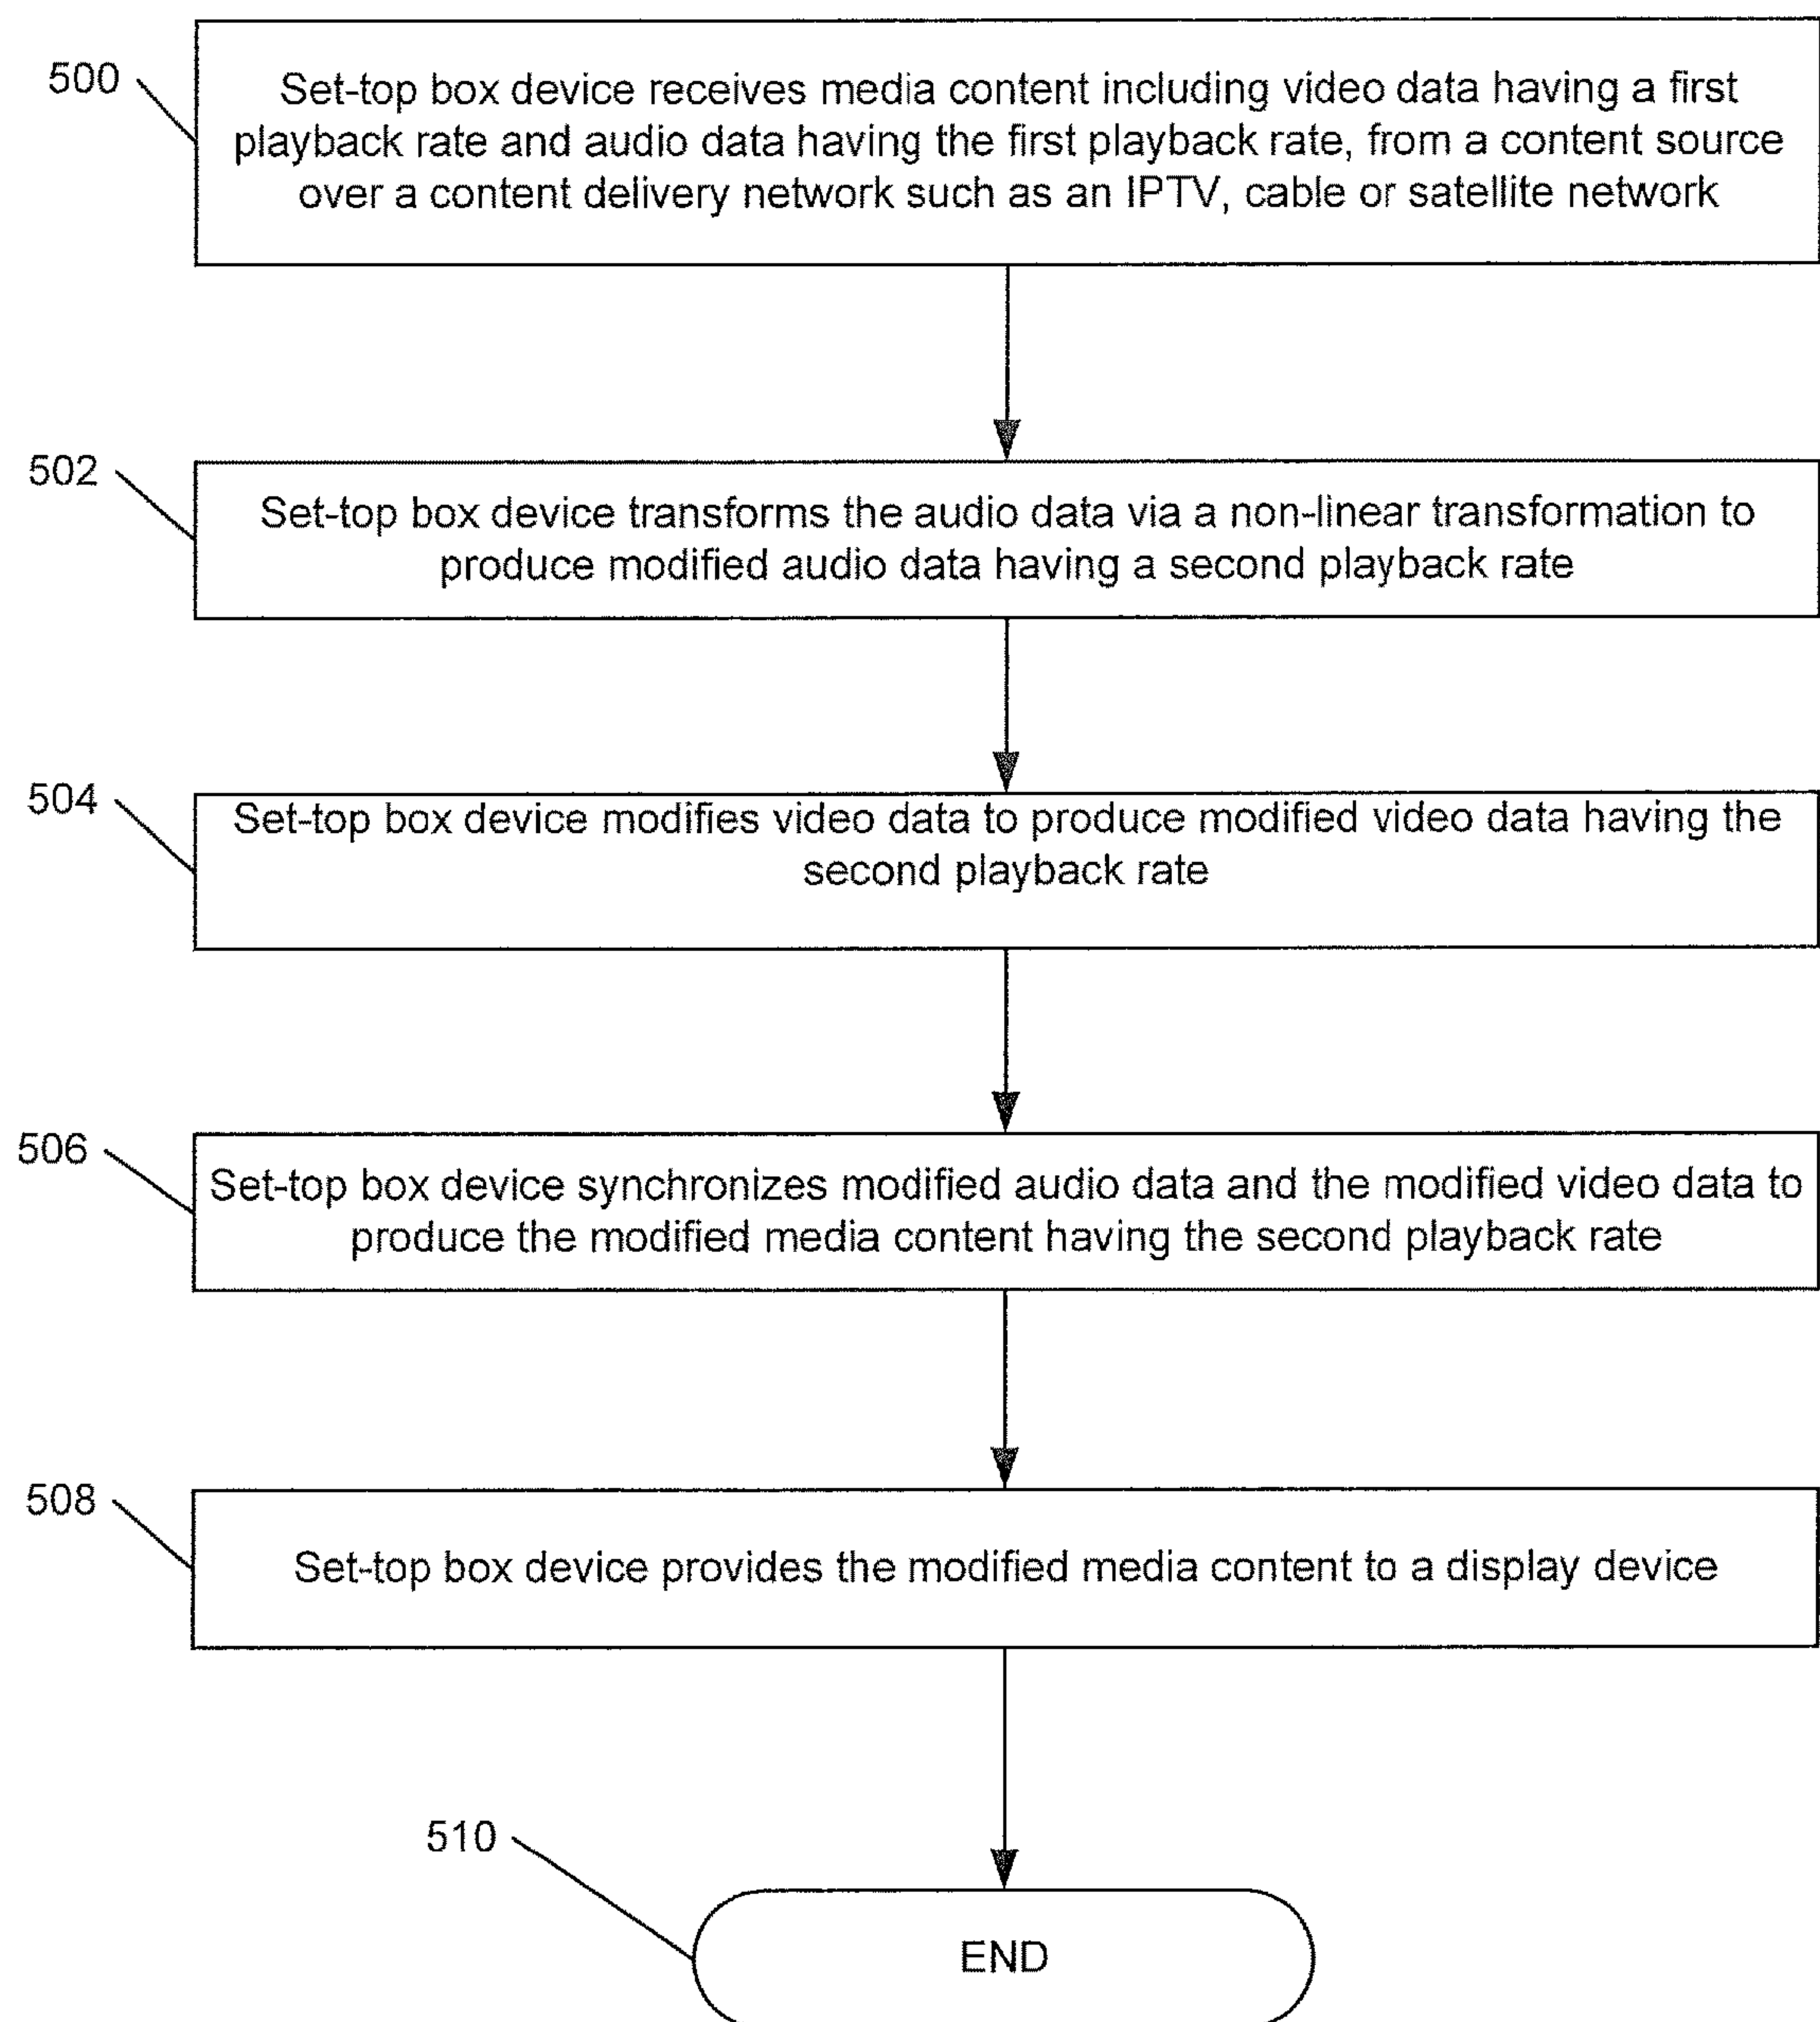 500
Set-top box device receives media content including video data having a first
playback rate and audio data having the first playback rate, from a content source
over a content delivery network such as an IPTV, cable or satellite network
502
Set-top box device transforms the audio data via a non-linear transformation to
produce modified audio data having a second playback rate
504
Set-top box device modifies video data to produce modified video data having the
second playback rate
506
Set-top box device synchronizes modified audio data and the modified video data to
produce the modified media content having the second playback rate
508
Set-top box device provides the modified media content to a display device
510
END